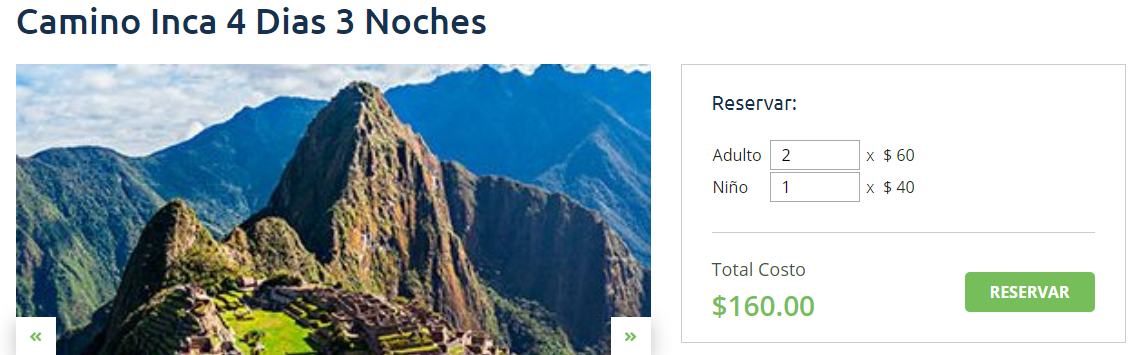 Camino Inca 4 Dias 3 Noches
Reservar:
Adulto 2 x $ 60
Niño 1 x $ 40
Total Costo
$160.00
RESERVAR
« »